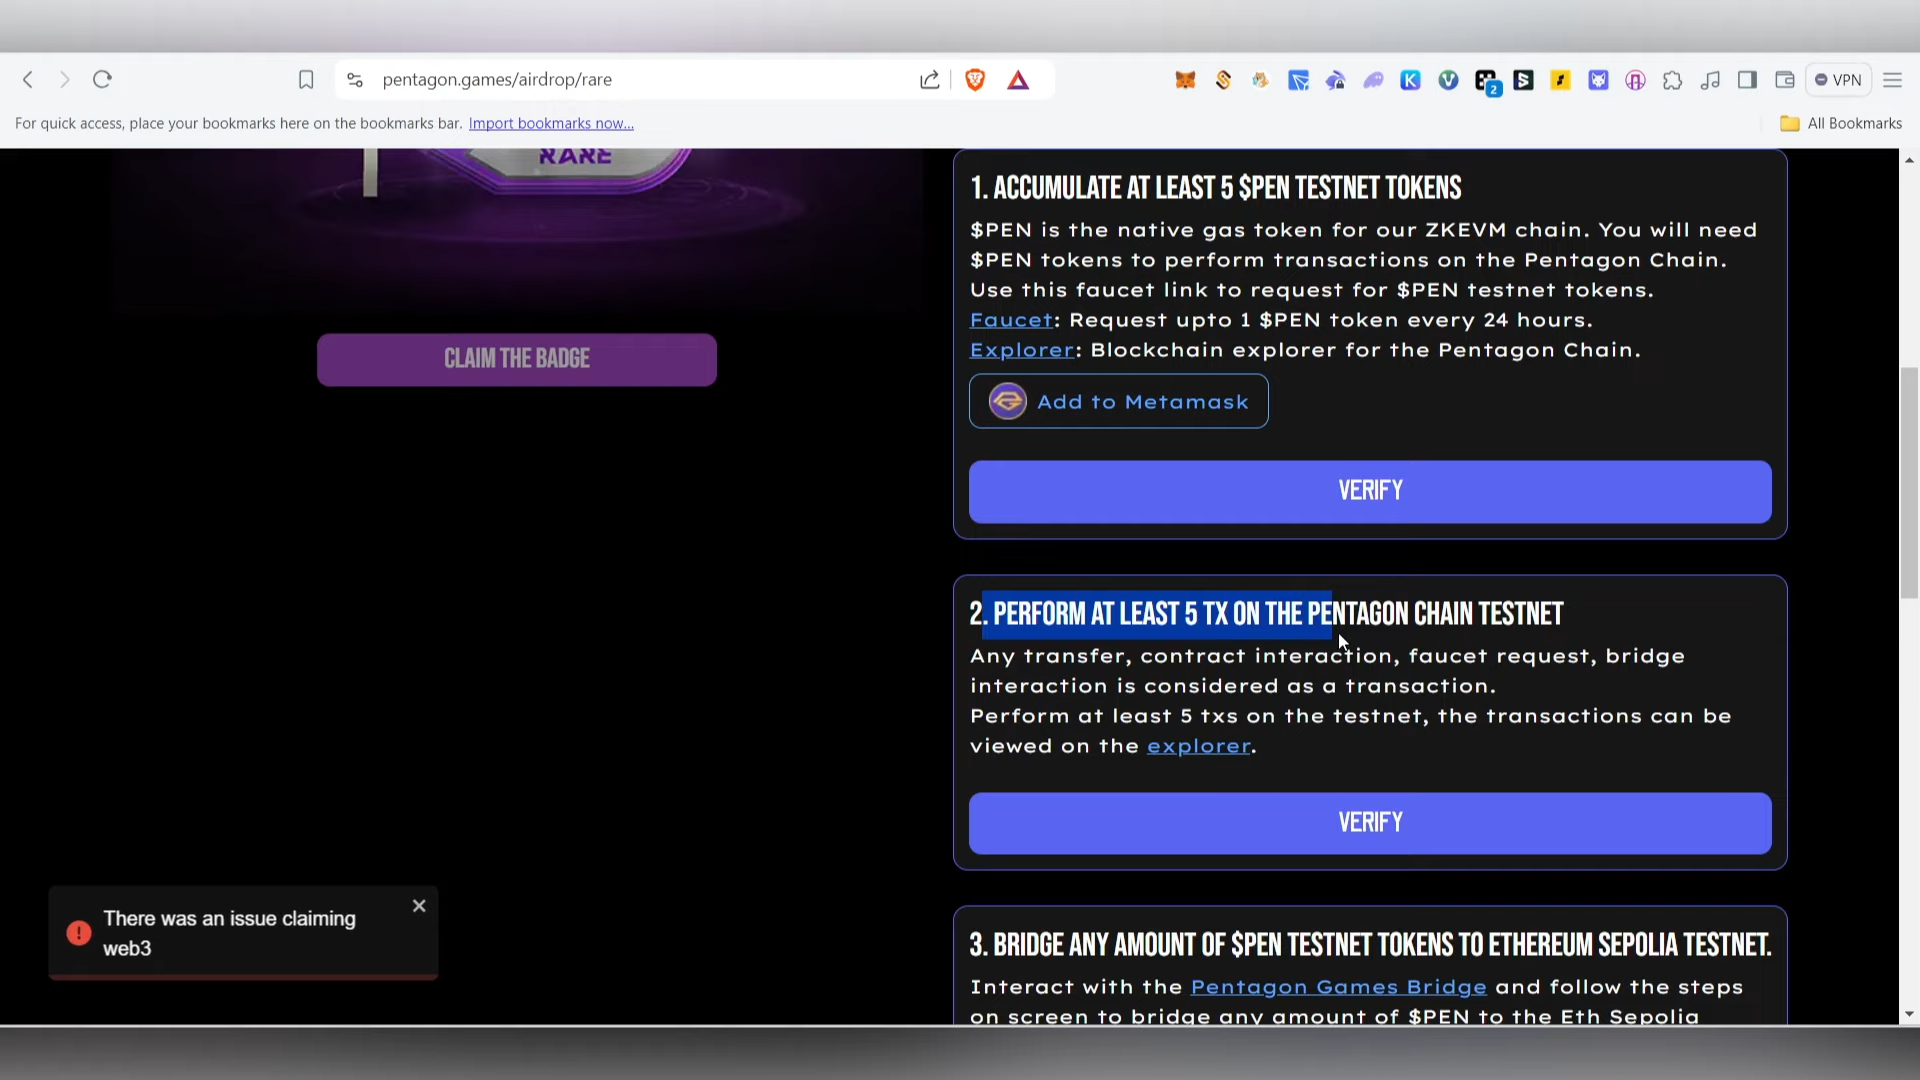 pentagon.games/airdrop/rare
2
VPN
For quick access, place your bookmarks here on the bookmarks bar. Import bookmarks now...
All Bookmarks
RARE
CLAIM THE BADGE
1. ACCUMULATE AT LEAST 5 $PEN TESTNET TOKENS
$PEN is the native gas token for our ZKEVM chain. You will need
$PEN tokens to perform transactions on the Pentagon Chain.
Use this faucet link to request for $PEN testnet tokens.
Faucet: Request upto 1 $PEN token every 24 hours.
Explorer: Blockchain explorer for the Pentagon Chain.
Add to Metamask
VERIFY
2. PERFORM AT LEAST 5 TX ON THE PENTAGON CHAIN TESTNET
Any transfer, contract interaction, faucet request, bridge
interaction is considered as a transaction.
Perform at least 5 txs on the testnet, the transactions can be
viewed on the explorer.
VERIFY
3. BRIDGE ANY AMOUNT OF $PEN TESTNET TOKENS TO ETHEREUM SEPOLIA TESTNET.
Interact with the Pentagon Games Bridge and follow the steps
on screen to bridge any amount of $PEN to the Eth Sepolia
There was an issue claiming
web3